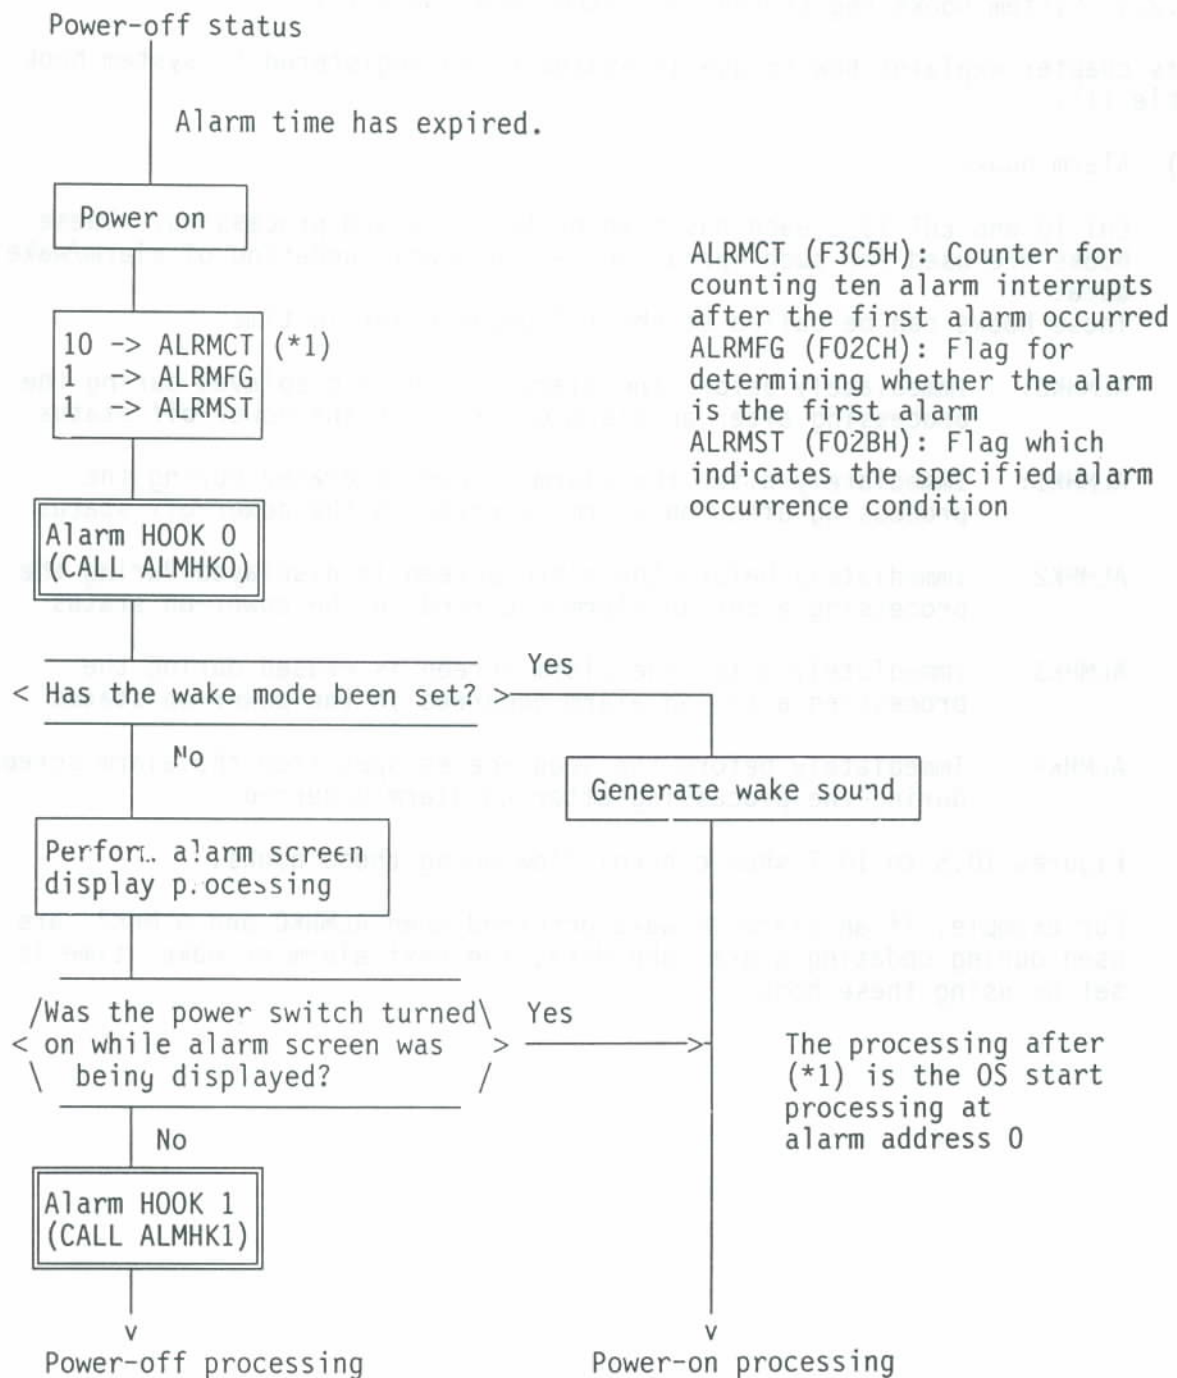 Power-off status
Alarm time has expired.
Power on
10 -> ALRMCT (*1)
1 -> ALRMFG
1 -> ALRMST
ALRMCT (F3C5H): Counter for
counting ten alarm interrupts
after the first alarm occurred
ALRMFG (F02CH): Flag for
determining whether the alarm
is the first alarm
ALRMST (F02BH): Flag which
indicates the specified alarm
occurrence condition
Alarm HOOK 0
(CALL ALMHK0)
Yes
< Has the wake mode been set? >
No
Generate wake sound
Perform alarm screen
display processing
/Was the power switch turned\ Yes
< on while alarm screen was >
\ being displayed? /
The processing after
(*1) is the OS start
processing at
alarm address 0
No
Alarm HOOK 1
(CALL ALMHK1)
Power-off processing
Power-on processing